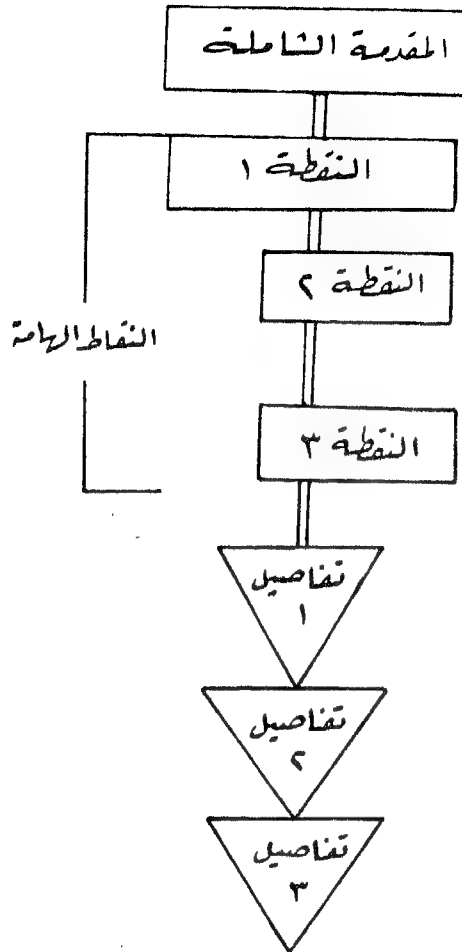 المقدمة الشاملة
النقطة ١
النقطة ٢
النقاط الهامة
النقطة ٣
تفاصيل
١
تفاصيل
٢
تفاصيل
٣